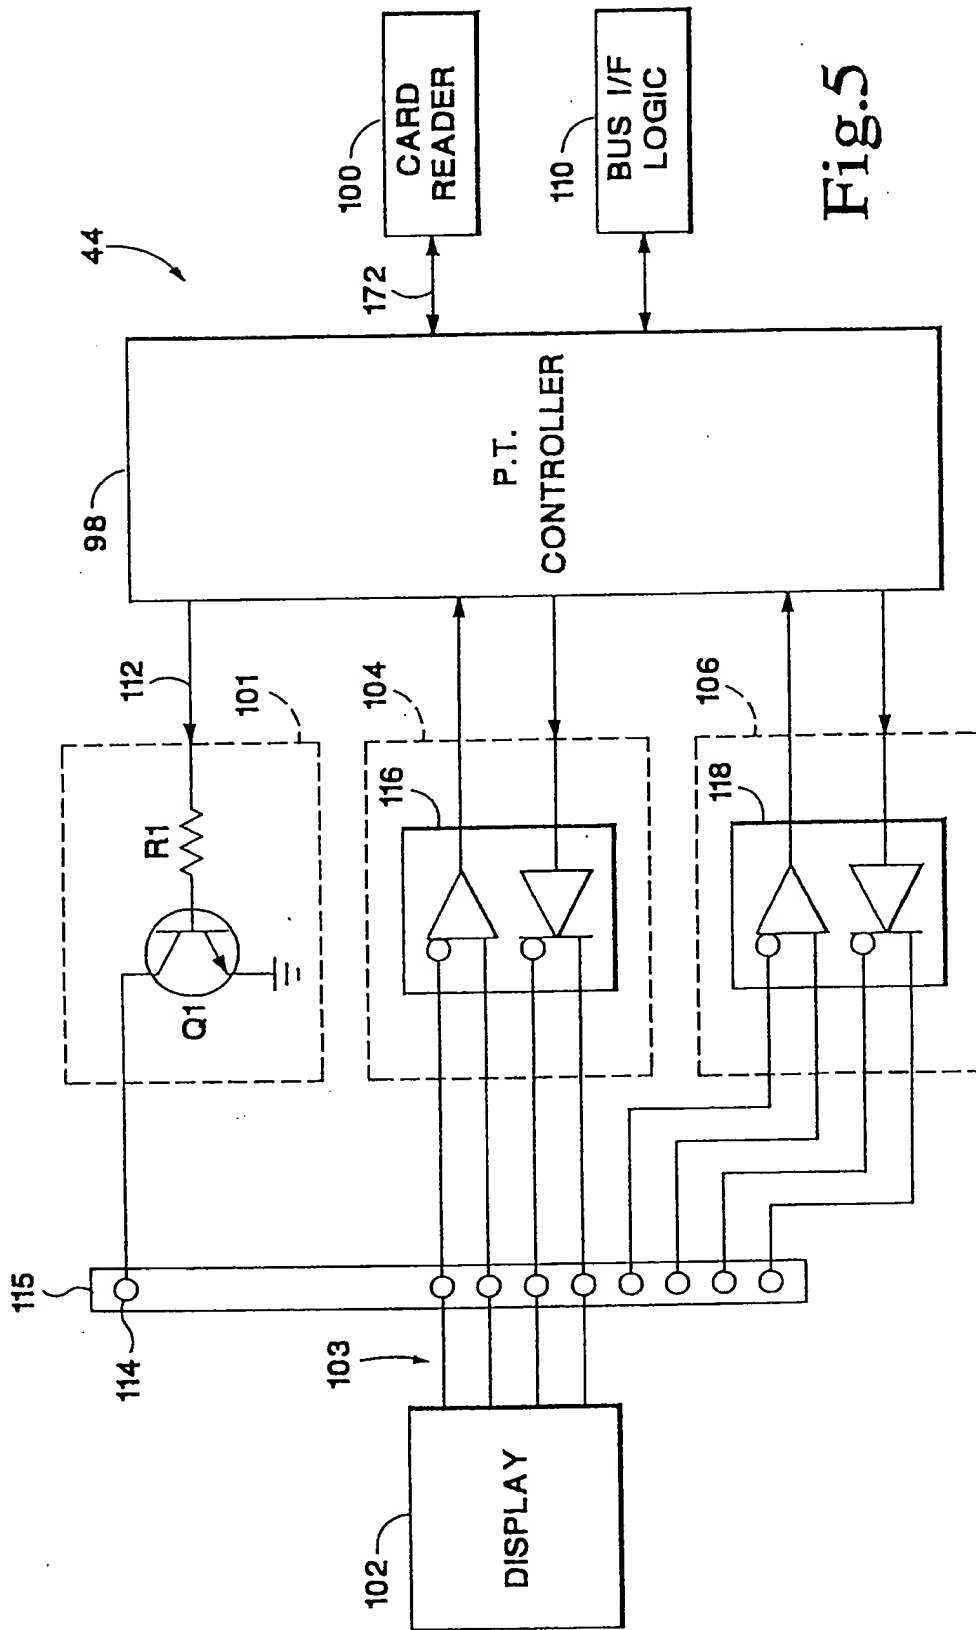 44
98
P.T.
CONTROLLER
100
CARD
READER
172
110
BUS I/F
LOGIC
112
101
R1
Q1
104
116
106
118
115
114
103
102
DISPLAY
Fig.5